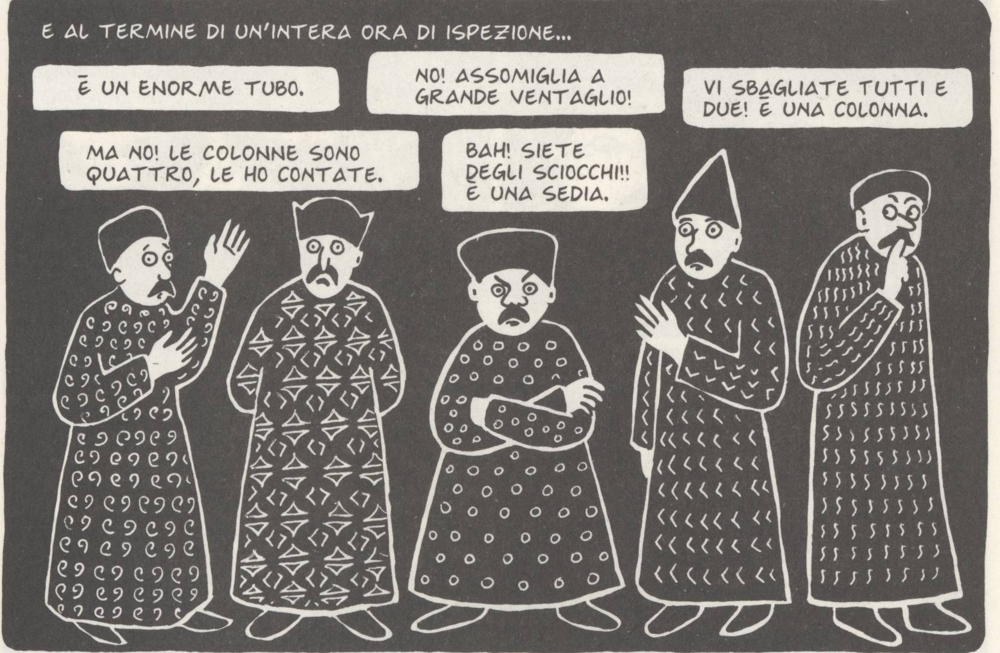 E AL TERMINE DI UN'INTERA ORA DI ISPEZIONE...
Ē UN ENORME TUBO.
NO! ASSOMIGLIA A
GRANDE VENTAGLIO!
VI SBAGLIATE TUTTI E
DUE! Ē UNA COLONNA.
MA NO! LE COLONNE SONO
QUATTRO, LE HO CONTATE.
BAH! SIETE
DEGLI SCIOCCHI!!
Ē UNA SEDIA.